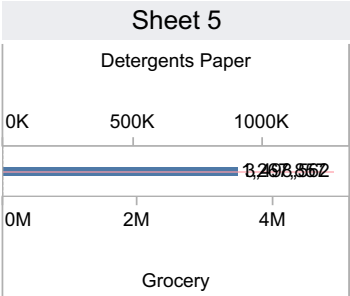 Sheet 5
Detergents Paper
0K 500K 1000K
0M 2M 4M
Grocery